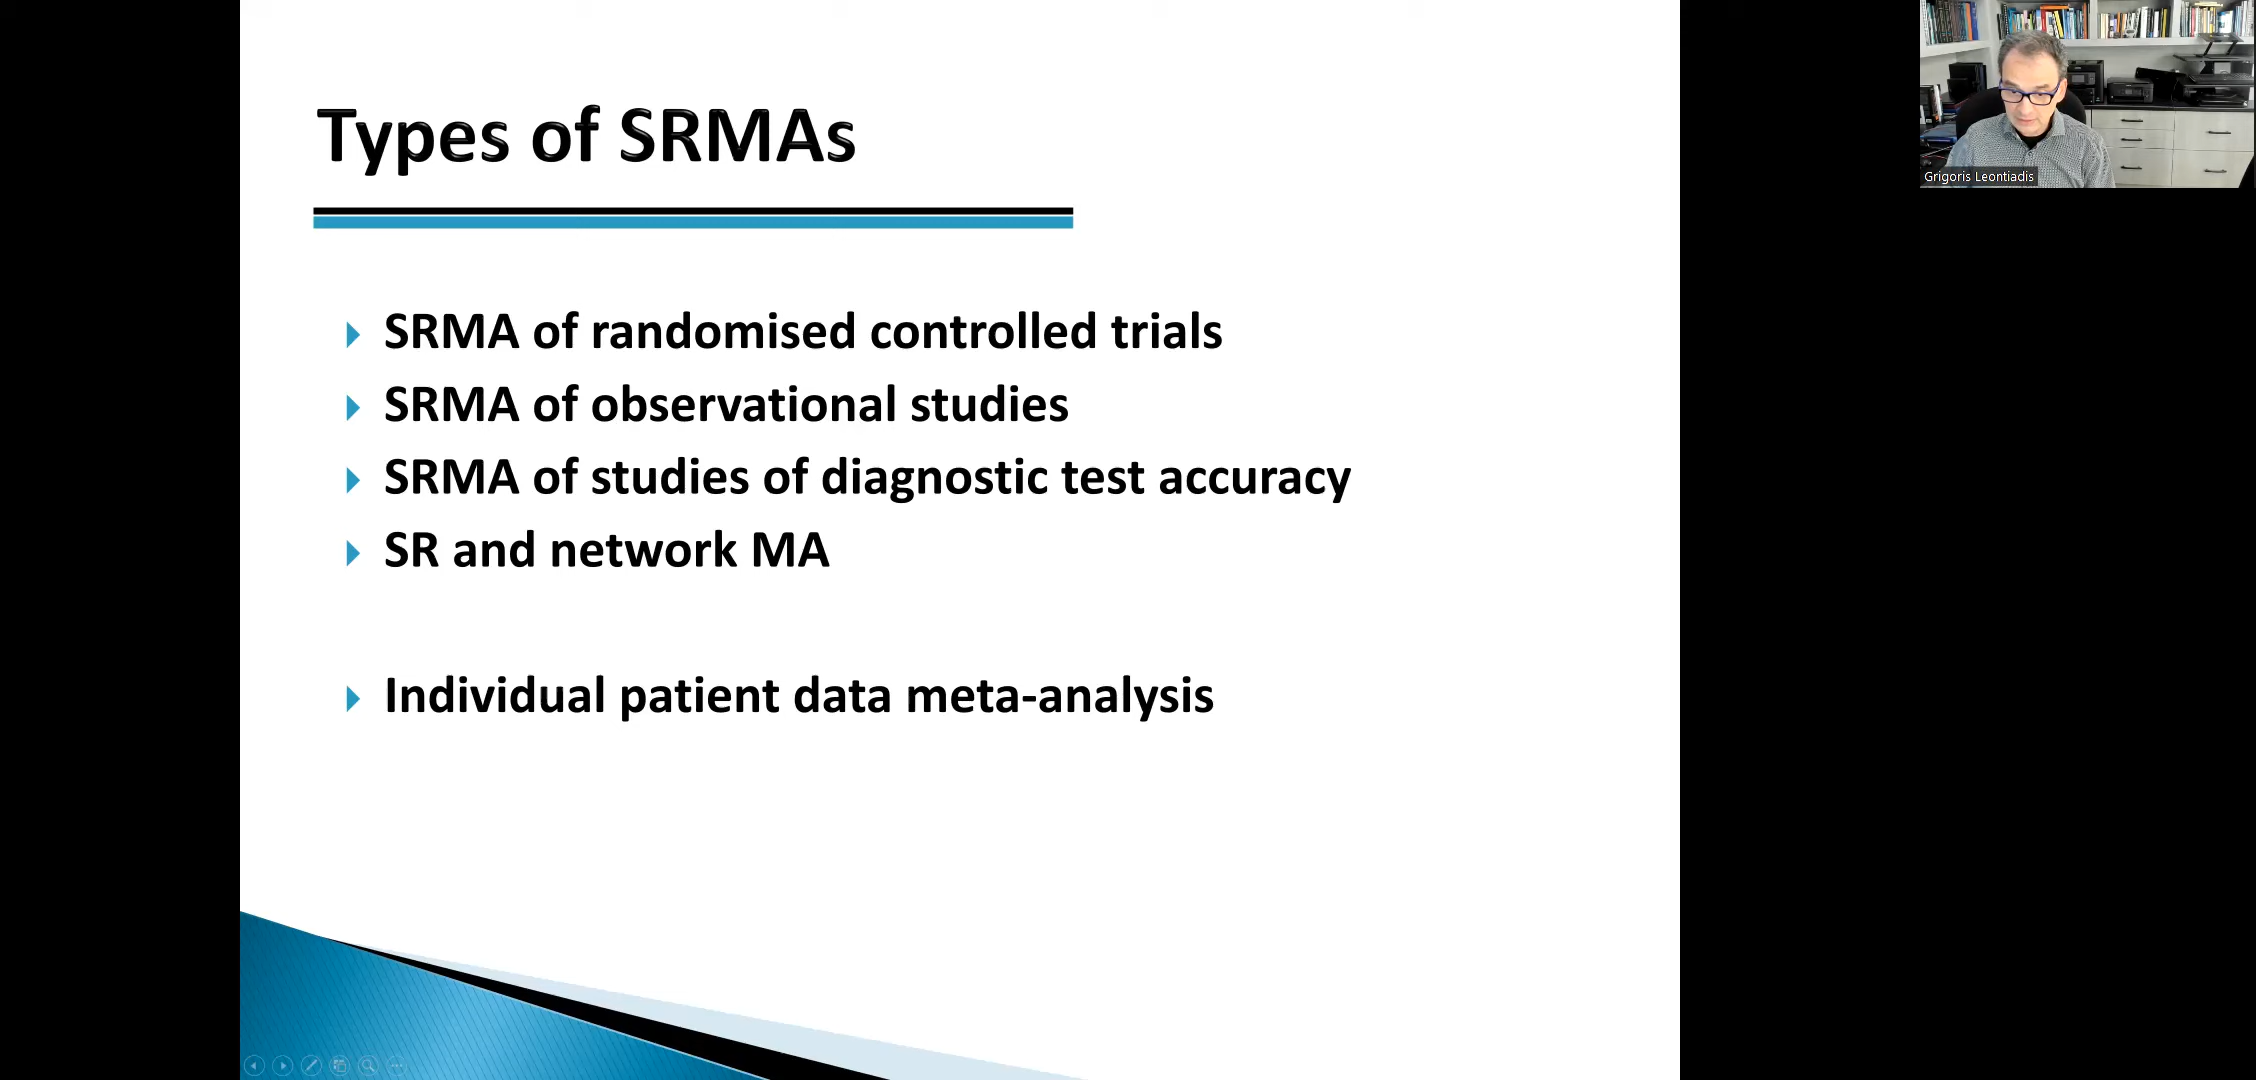 Types of SRMAs
SRMA of randomised controlled trials
SRMA of observational studies
SRMA of studies of diagnostic test accuracy
SR and network MA
Individual patient data meta-analysis
Grigoris Leontiadis